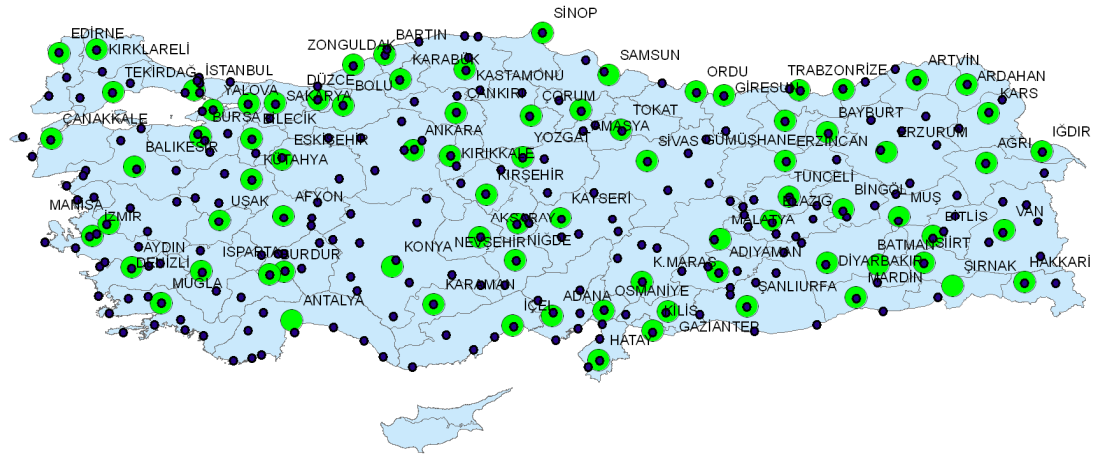 SİNOP
EDİRNE
BARTIN
ZONGULDAK
KIRKLARELİ
SAMSUN
KARABÜK
ARTVİN
TEKİRDAĞ
İSTANBUL
TRABZON
RİZE
KASTAMONU
DÜZCE
ARDAHAN
ORDU
YALOVA
BOLU
GİRESUN
KARS
SAKARYA
ÇANKIRI
ÇORUM
TOKAT
ÇANAKKALE
BURSA
BİLECİK
BAYBURT
AMASYA
IĞDIR
ANKARA
ERZURUM
ESKİŞEHİR
YOZGAT
SİVAS
GÜMÜŞHANE
ERZİNCAN
BALIKESİR
AĞRI
KIRIKKALE
KÜTAHYA
KIRŞEHİR
TUNCELİ
BİNGÖL
MUŞ
AFYON
UŞAK
KAYSERİ
ELAZIĞ
MANİSA
VAN
İZMİR
AKSARAY
MALATYA
BİTLİS
NEVŞEHİR
NİĞDE
AYDIN
KONYA
BATMAN
SİİRT
ISPARTA
BURDUR
ADIYAMAN
DENİZLİ
K.MARAŞ
DİYARBAKIR
HAKKARİ
ŞIRNAK
MARDİN
MUĞLA
KARAMAN
OSMANİYE
ŞANLIURFA
ANTALYA
ADANA
İÇEL
KİLİS
GAZİANTEP
HATAY